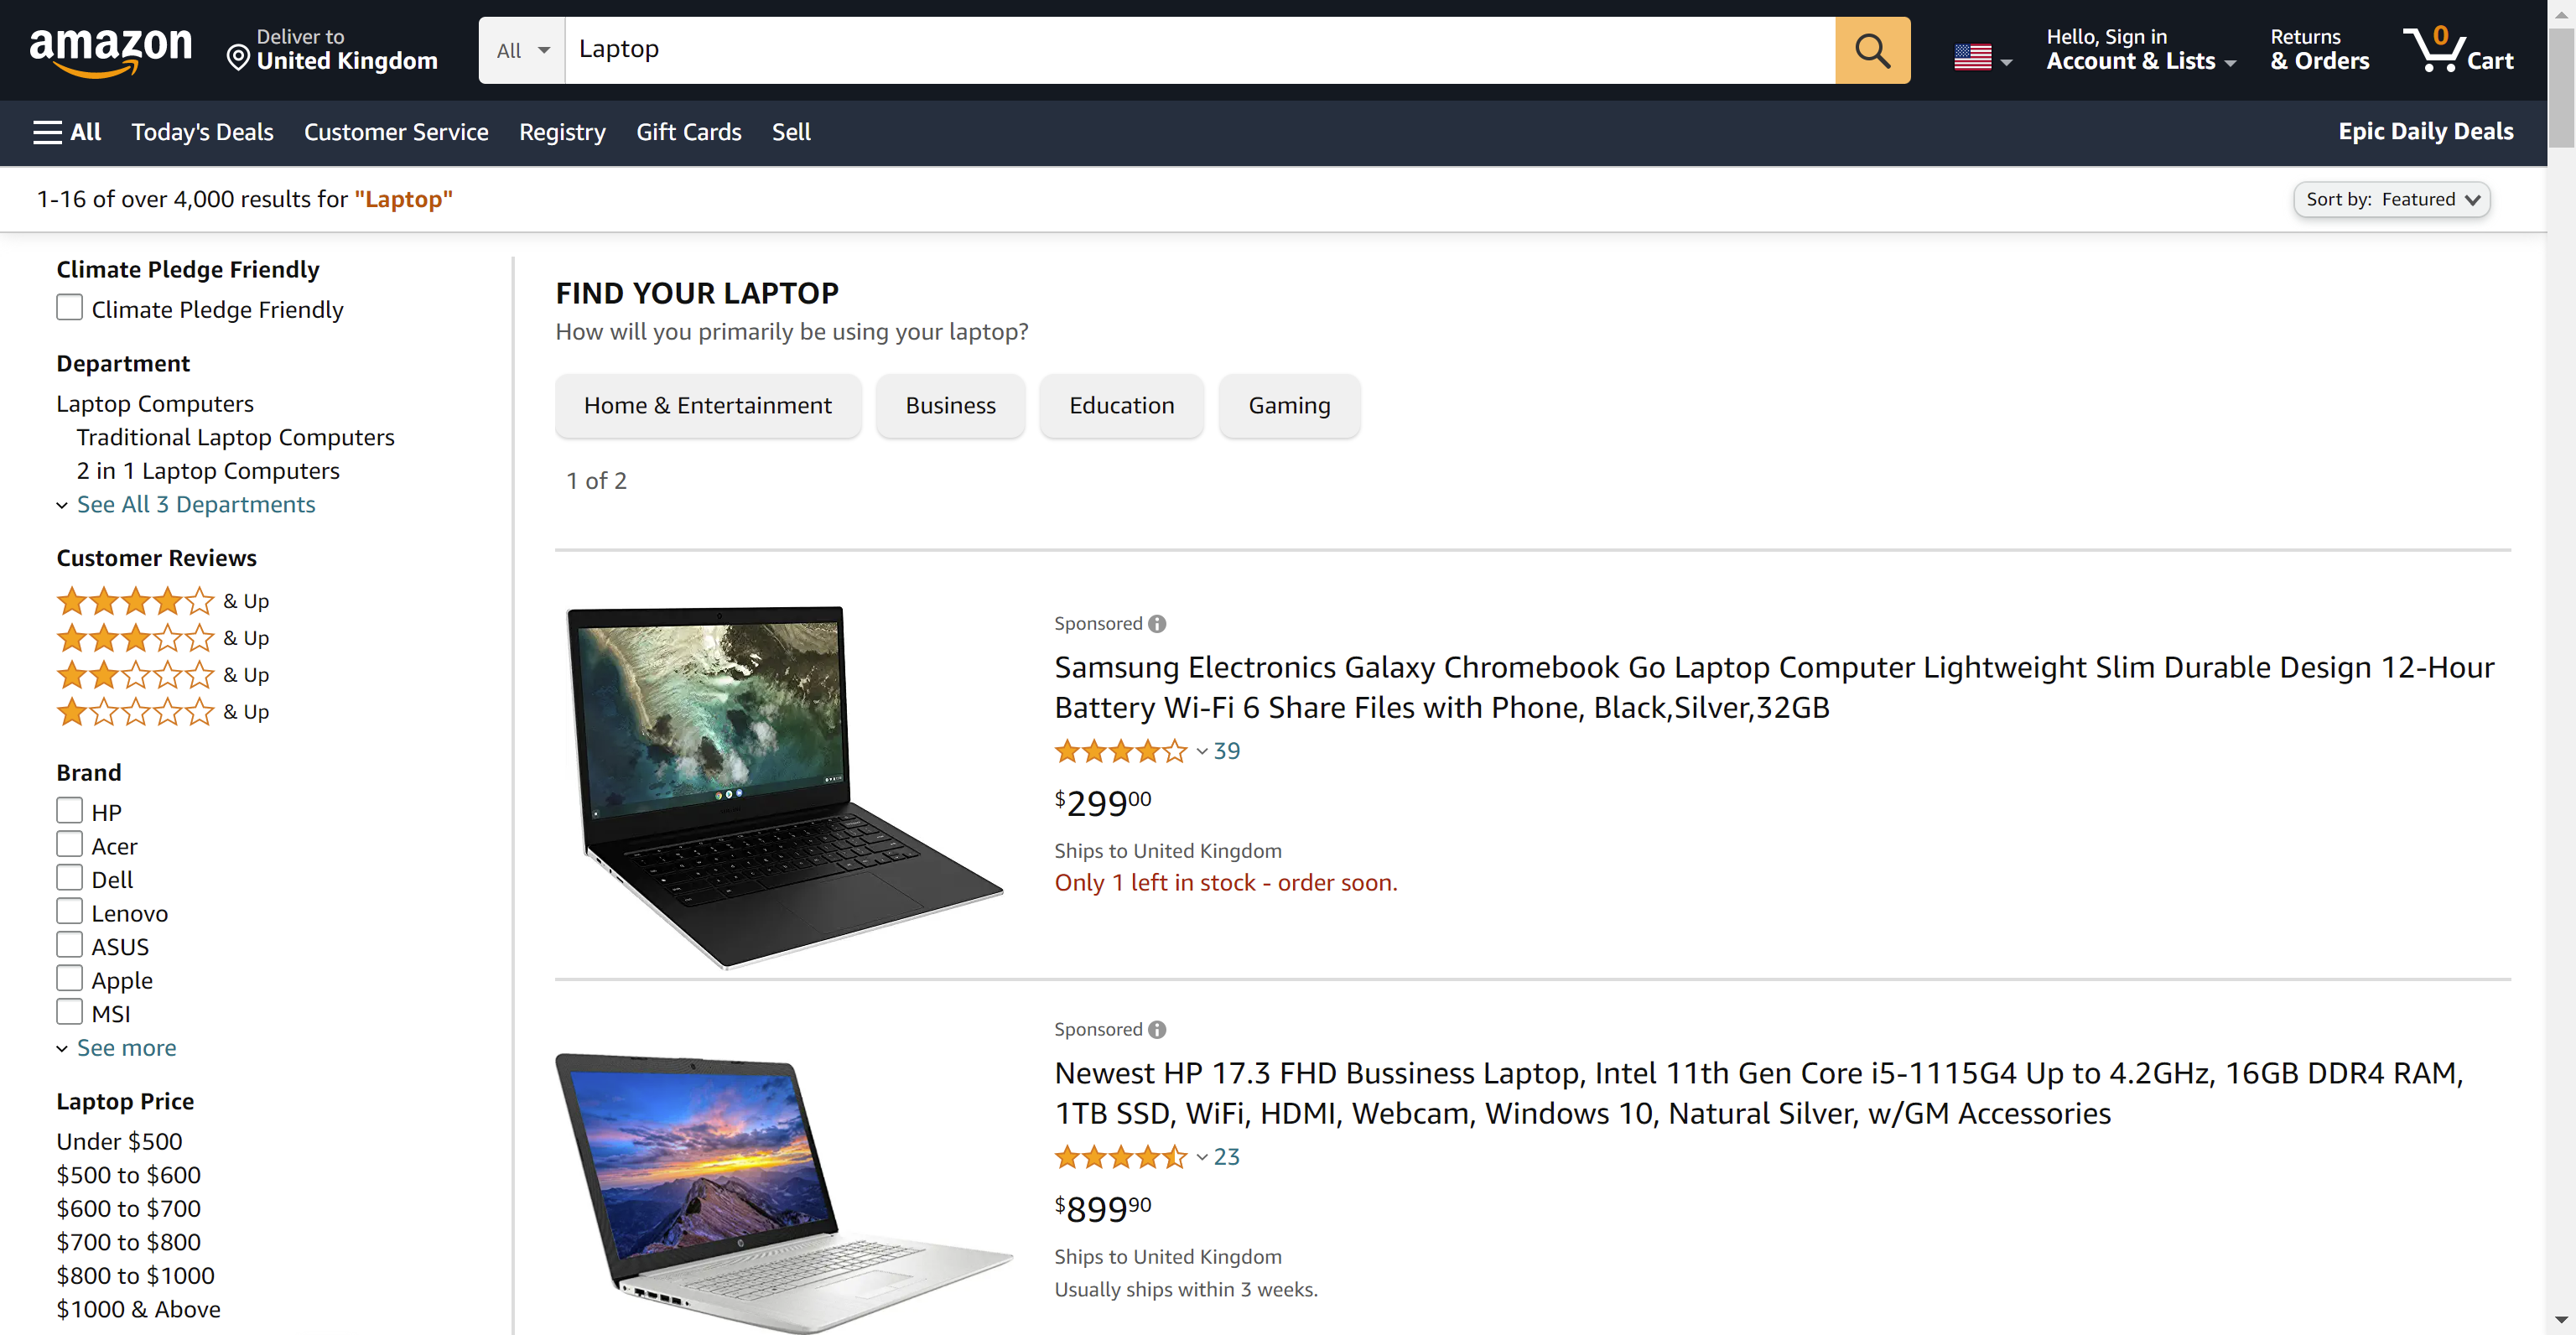 amazon
Deliver to
United Kingdom
All
Laptop
Hello, Sign in
Account & Lists
Returns
& Orders
0
Cart
All
Today's Deals
Customer Service
Registry
Gift Cards
Sell
Epic Daily Deals
1-16 of over 4,000 results for "Laptop"
Sort by: Featured
Climate Pledge Friendly
Climate Pledge Friendly
Department
Laptop Computers
Traditional Laptop Computers
2 in 1 Laptop Computers
See All 3 Departments
Customer Reviews
& Up
& Up
& Up
& Up
Brand
HP
Acer
Dell
Lenovo
ASUS
Apple
MSI
See more
Laptop Price
Under $500
$500 to $600
$600 to $700
$700 to $800
$800 to $1000
$1000 & Above
FIND YOUR LAPTOP
How will you primarily be using your laptop?
Home & Entertainment
Business
Education
Gaming
1 of 2
Sponsored
Samsung Electronics Galaxy Chromebook Go Laptop Computer Lightweight Slim Durable Design 12-Hour
Battery Wi-Fi 6 Share Files with Phone, Black,Silver,32GB
39
$29900
Ships to United Kingdom
Only 1 left in stock - order soon.
Sponsored
Newest HP 17.3 FHD Bussiness Laptop, Intel 11th Gen Core i5-1115G4 Up to 4.2GHz, 16GB DDR4 RAM,
1TB SSD, WiFi, HDMI, Webcam, Windows 10, Natural Silver, w/GM Accessories
23
$89990
Ships to United Kingdom
Usually ships within 3 weeks.